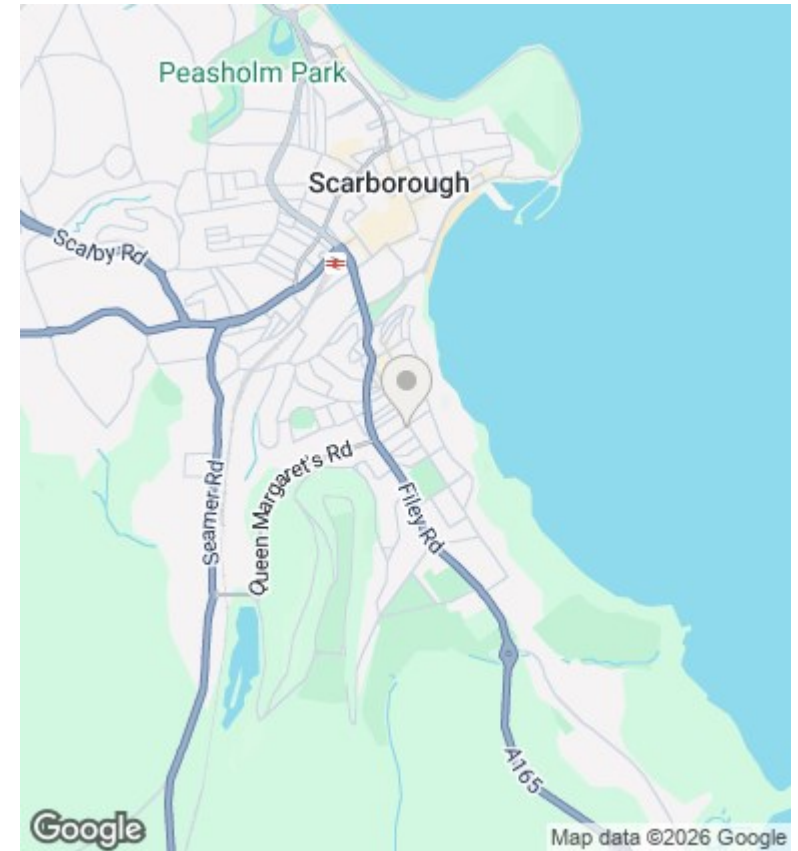 Peasholm Park
Scarborough
Scalby Rd
Seamer Rd
Queen Margaret's Rd
Filey Rd
A165
Google
Map data ©2026 Google